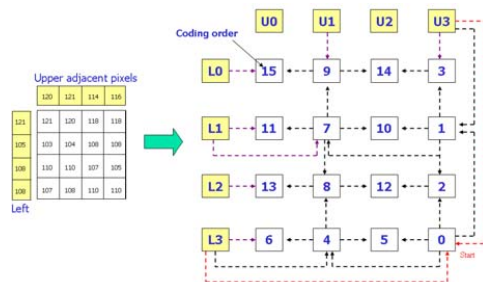 U0 U1 U2 U3
Coding order
L0 15 9 14 3
Upper adjacent pixels
120 121 114 116
121 121 120 118 118
L1 11 7 10 1
105 103 104 108 108
108 110 110 107 105
L2 13 8 12 2
108 107 108 110 110
Left
L3 6 4 5 0
Start